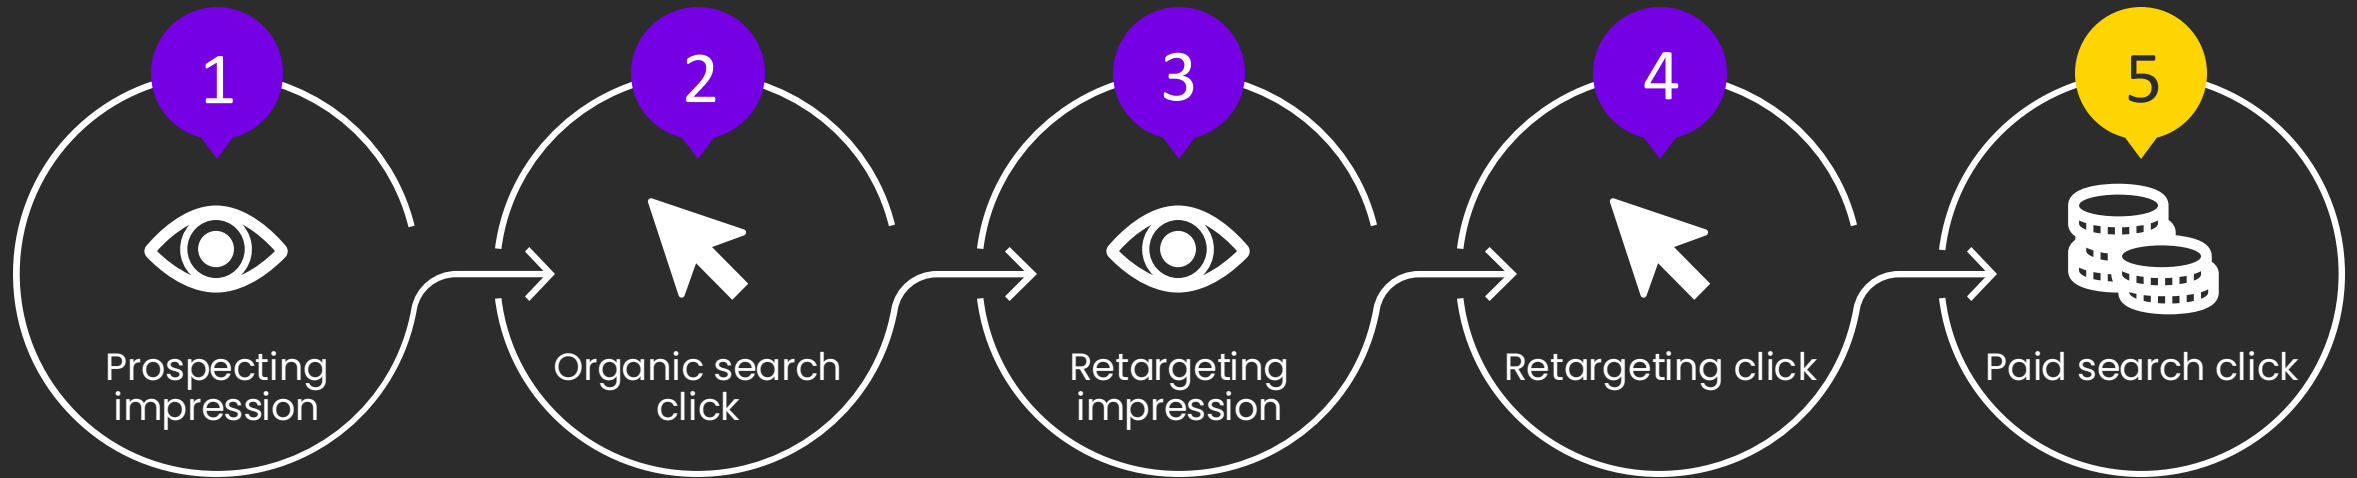 1
2
3
4
5
Prospecting
impression
Organic search
click
Retargeting
impression
Retargeting click
Paid search click